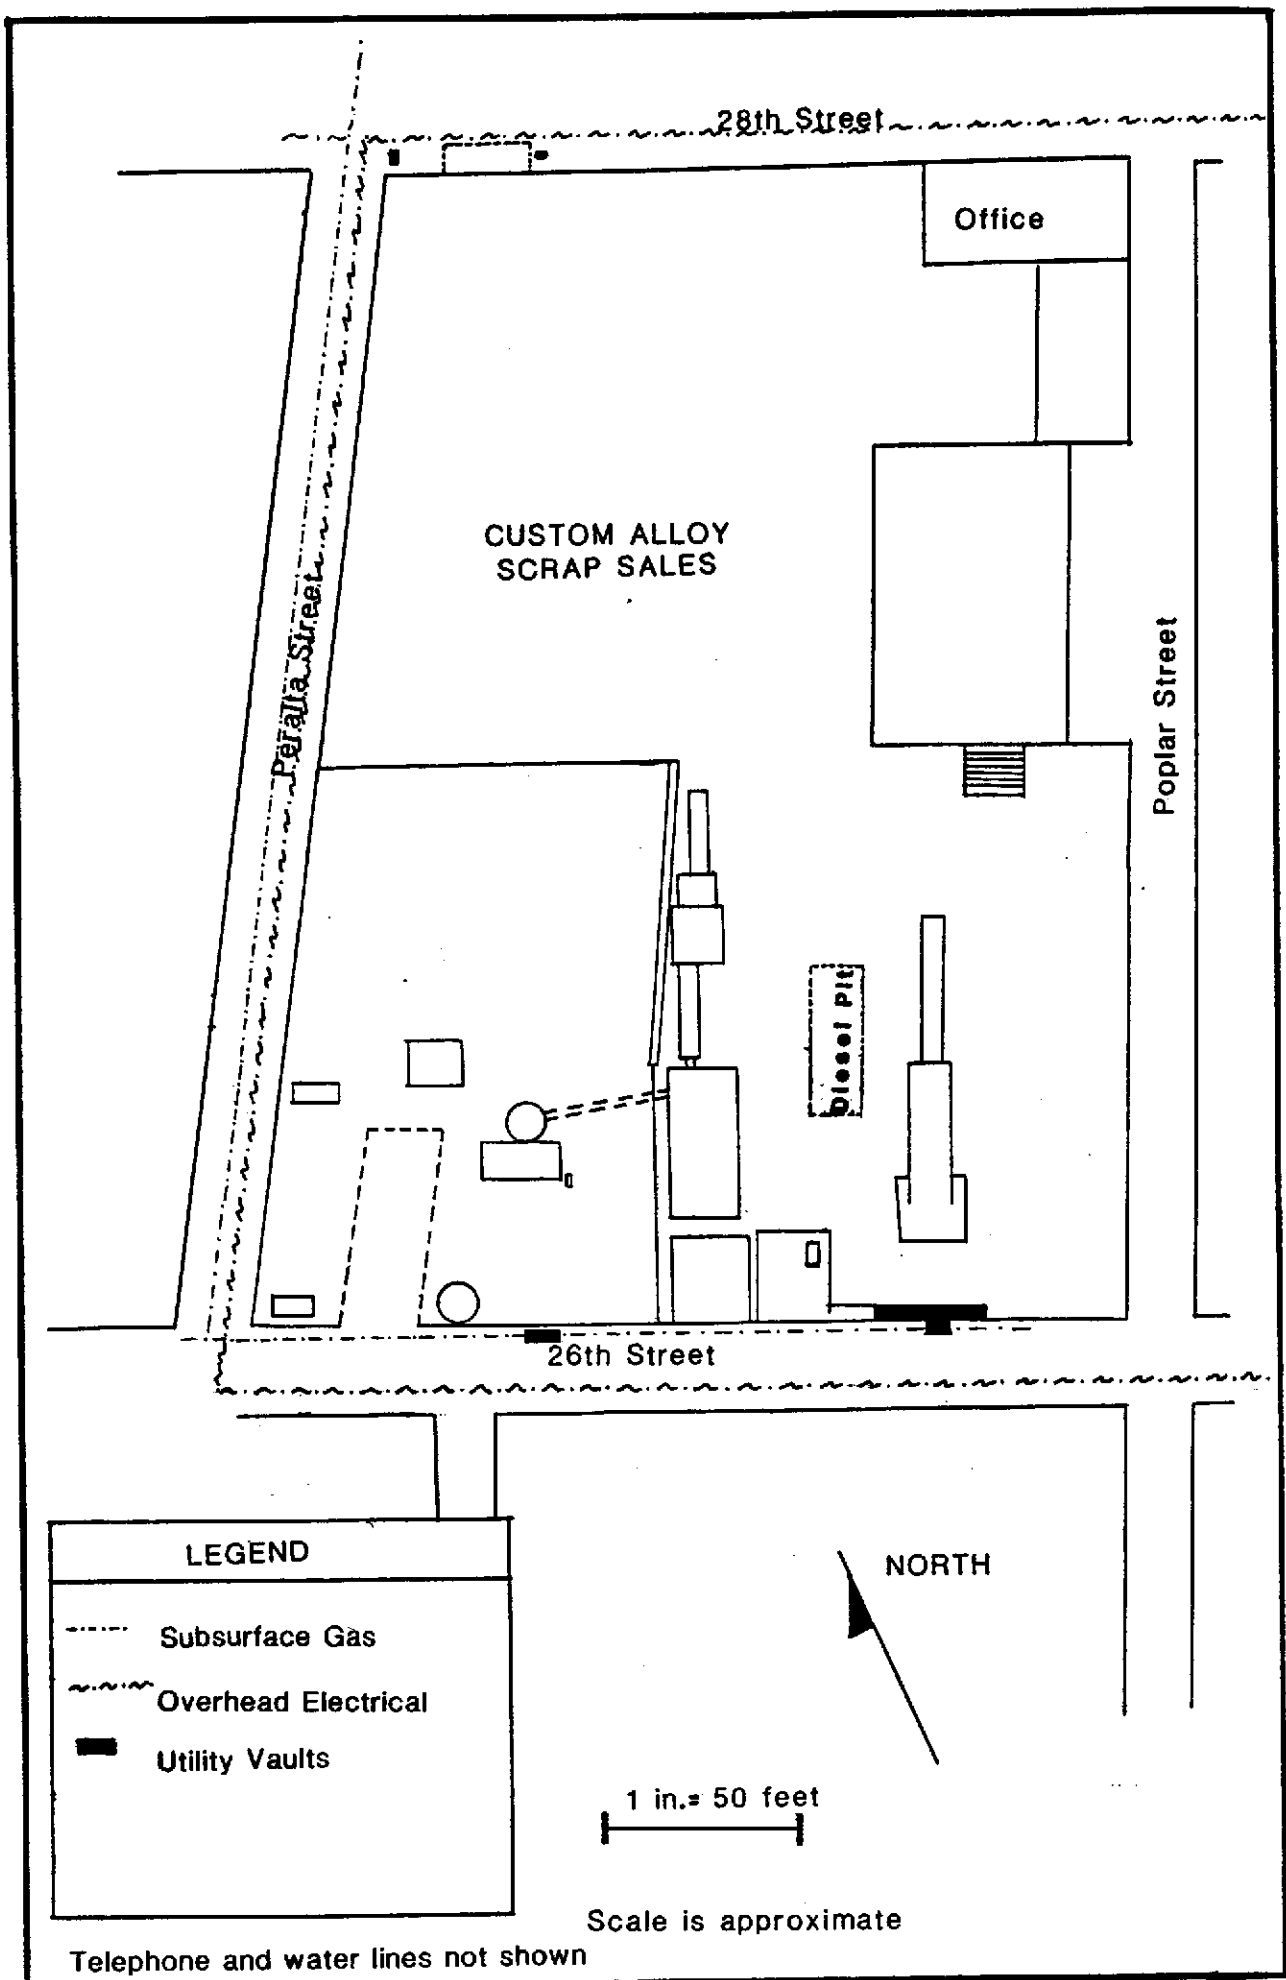 28th Street
Office
CUSTOM ALLOY
SCRAP SALES
Peralta Street
Poplar Street
Diesel Pit
26th Street
LEGEND
Subsurface Gas
Overhead Electrical
Utility Vaults
NORTH
1 in.= 50 feet
Scale is approximate
Telephone and water lines not shown